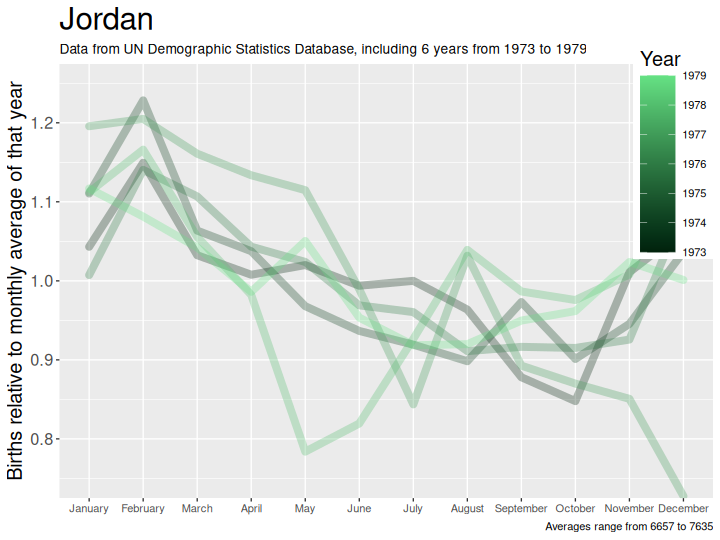 Jordan
Data from UN Demographic Statistics Database, including 6 years from 1973 to 1979
Year
1979
1978
1977
1976
1975
1974
1973
Births relative to monthly average of that year
1.2
1.1
1.0
0.9
0.8
January February March April May June July August September October November December
Averages range from 6657 to 7635